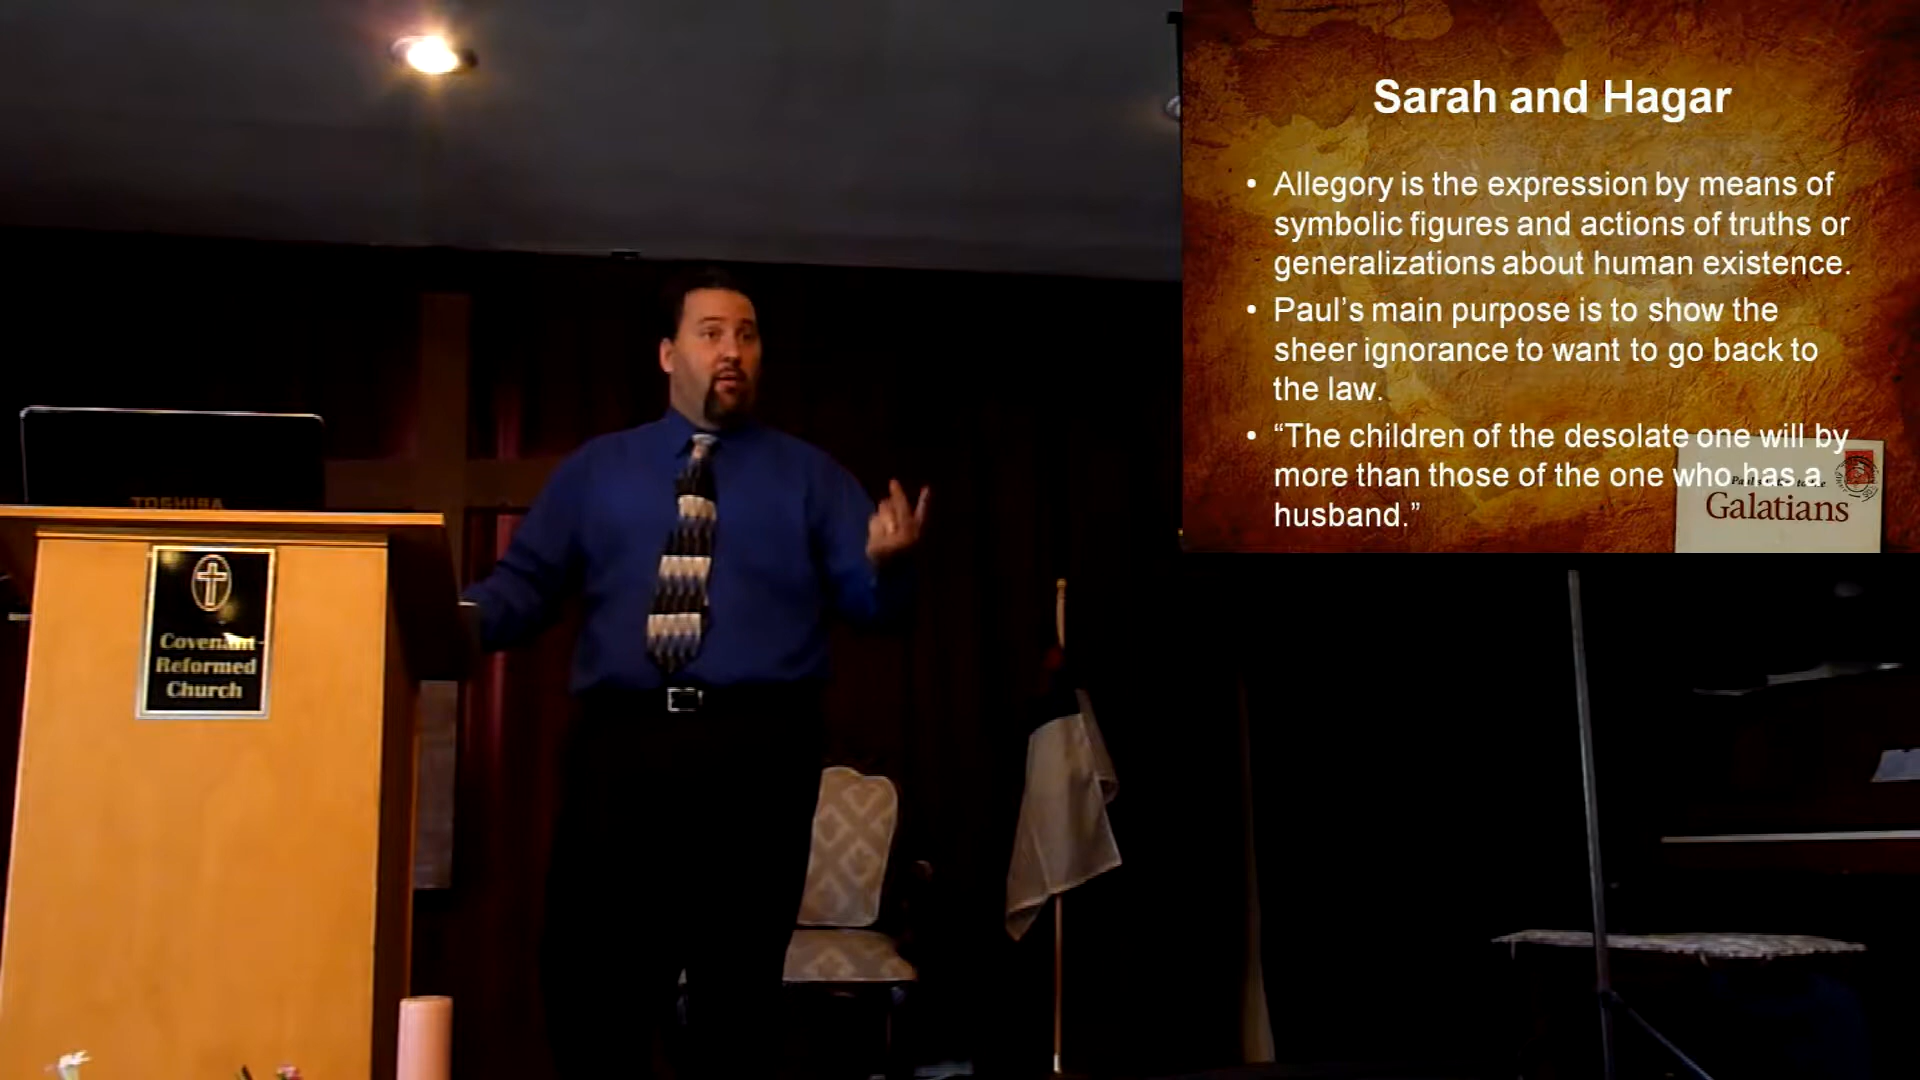 Sarah and Hagar
• Allegory is the expression by means of
symbolic figures and actions of truths or
generalizations about human existence.
• Paul's main purpose is to show the
sheer ignorance to want to go back to
the law.
• “The children of the desolate one will by
more than those of the one who has a
husband.”
Galatians
TOSHIBA
Covenant
Reformed
Church